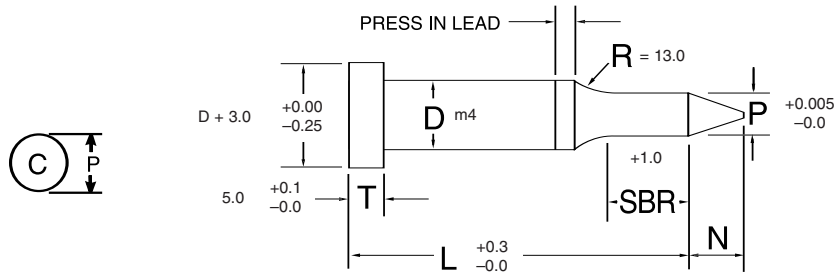 PRESS IN LEAD
R = 13.0
D + 3.0 +0.00 –0.25
D m4
P +0.005 –0.0
C P
+1.0
5.0 +0.1 –0.0
T
SBR
L +0.3 –0.0
N